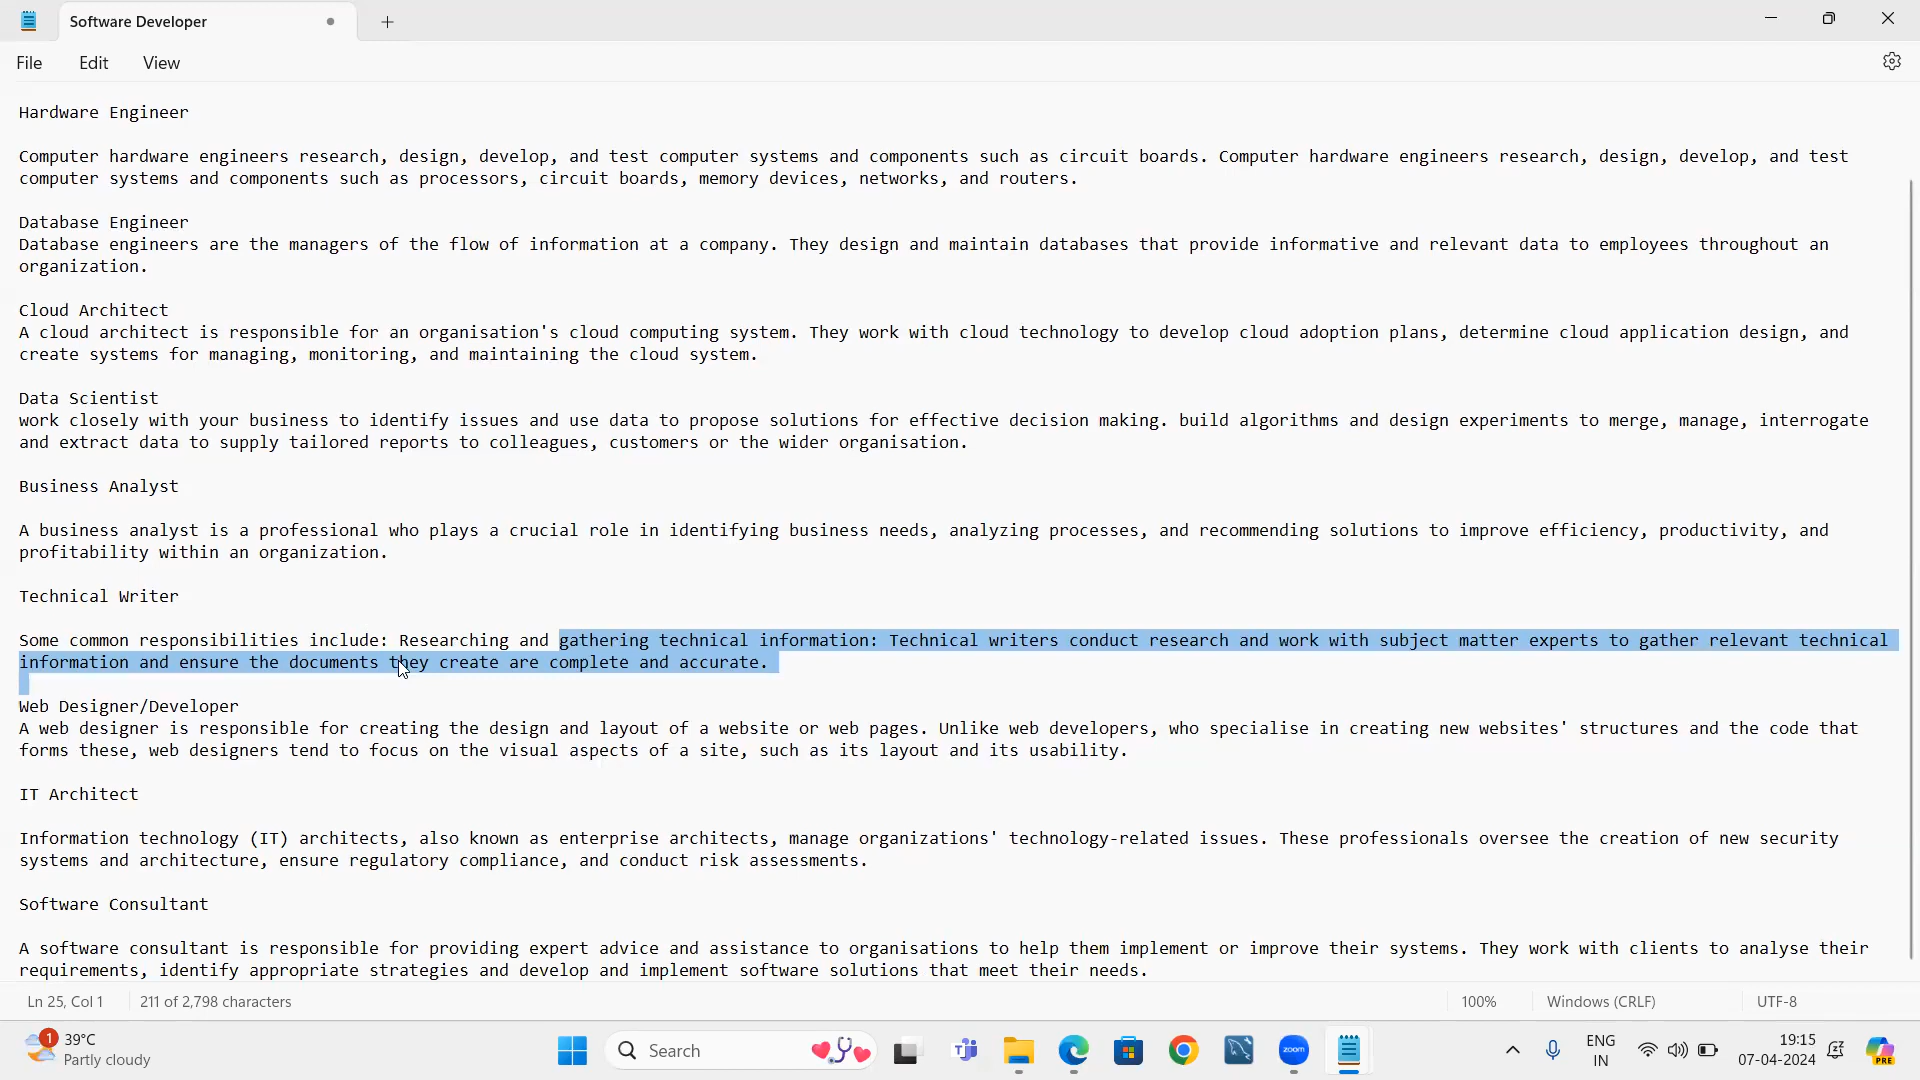 Software Developer
File Edit View
Hardware Engineer
Computer hardware engineers research, design, develop, and test computer systems and components such as circuit boards. Computer hardware engineers research, design, develop, and test
computer systems and components such as processors, circuit boards, memory devices, networks, and routers.
Database Engineer
Database engineers are the managers of the flow of information at a company. They design and maintain databases that provide informative and relevant data to employees throughout an
organization.
Cloud Architect
A cloud architect is responsible for an organisation's cloud computing system. They work with cloud technology to develop cloud adoption plans, determine cloud application design, and
create systems for managing, monitoring, and maintaining the cloud system.
Data Scientist
work closely with your business to identify issues and use data to propose solutions for effective decision making. build algorithms and design experiments to merge, manage, interrogate
and extract data to supply tailored reports to colleagues, customers or the wider organisation.
Business Analyst
A business analyst is a professional who plays a crucial role in identifying business needs, analyzing processes, and recommending solutions to improve efficiency, productivity, and
profitability within an organization.
Technical Writer
Some common responsibilities include: Researching and gathering technical information: Technical writers conduct research and work with subject matter experts to gather relevant technical
information and ensure the documents they create are complete and accurate.
Web Designer/Developer
A web designer is responsible for creating the design and layout of a website or web pages. Unlike web developers, who specialise in creating new websites' structures and the code that
forms these, web designers tend to focus on the visual aspects of a site, such as its layout and its usability.
IT Architect
Information technology (IT) architects, also known as enterprise architects, manage organizations' technology-related issues. These professionals oversee the creation of new security
systems and architecture, ensure regulatory compliance, and conduct risk assessments.
Software Consultant
A software consultant is responsible for providing expert advice and assistance to organisations to help them implement or improve their systems. They work with clients to analyse their
requirements, identify appropriate strategies and develop and implement software solutions that meet their needs.
Ln 25, Col 1 211 of 2,798 characters 100% Windows (CRLF) UTF-8
1 39°C
Partly cloudy
Search
zoom
ENG
IN
19:15
07-04-2024
PRE